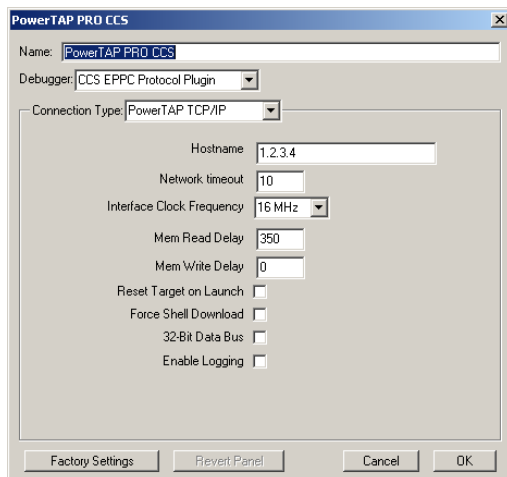 PowerTAP PRO CCS
Name: PowerTAP PRO CCS
Debugger: CCS EPPC Protocol Plugin
Connection Type: PowerTAP TCP/IP
Hostname 1.2.3.4
Network timeout 10
Interface Clock Frequency 16 MHz
Mem Read Delay 350
Mem Write Delay 0
Reset Target on Launch
Force Shell Download
32-Bit Data Bus
Enable Logging
Factory Settings Revert Panel Cancel OK